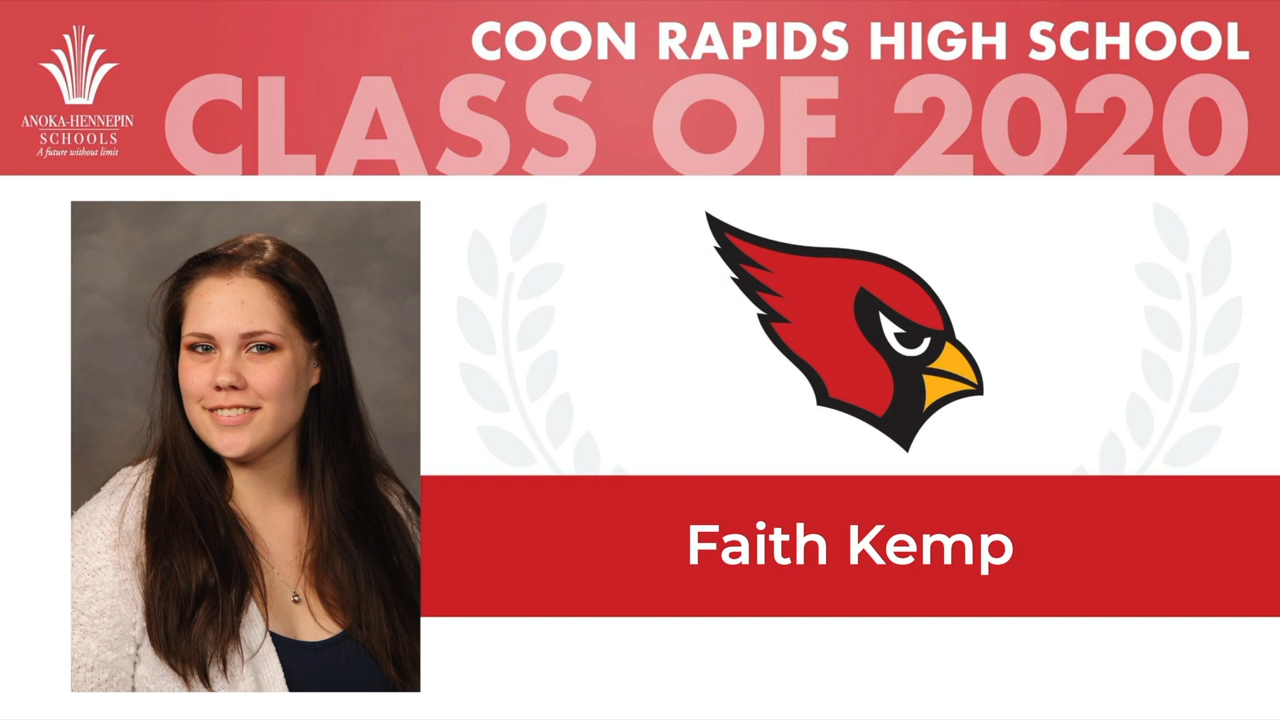 COON RAPIDS HIGH SCHOOL
CLASS OF 2020
ANOKA-HENNEPIN
SCHOOLS
A future without limit
Faith Kemp